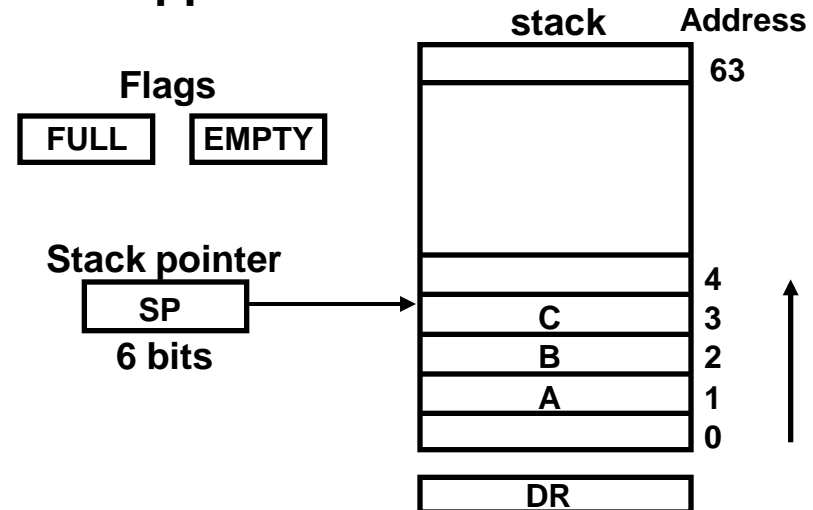 stack Address
63
Flags
FULL EMPTY
Stack pointer
4
SP
C 3
6 bits
B 2
A 1
0
DR